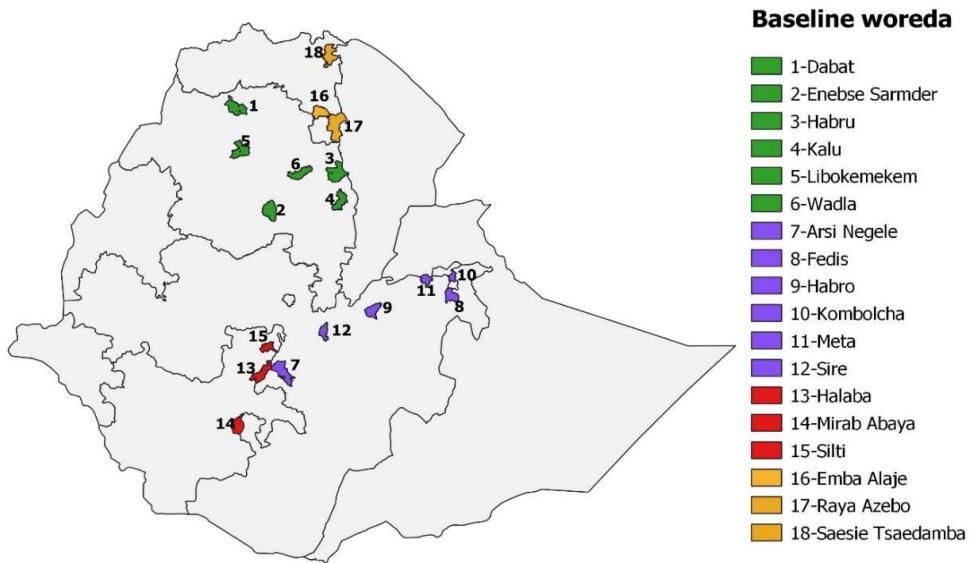 Baseline woreda
1-Dabat
2-Enebse Sarmder
3-Habru
4-Kalu
5-Libokemekem
6-Wadla
7-Arsi Negele
8-Fedis
9-Habro
10-Kombolcha
11-Meta
12-Sire
13-Halaba
14-Mirab Abaya
15-Silti
16-Emba Alaje
17-Raya Azebo
18-Saesie Tsaedamba
18
16
1
17
5
6
3
4
2
10
11
8
9
12
15
13
7
14